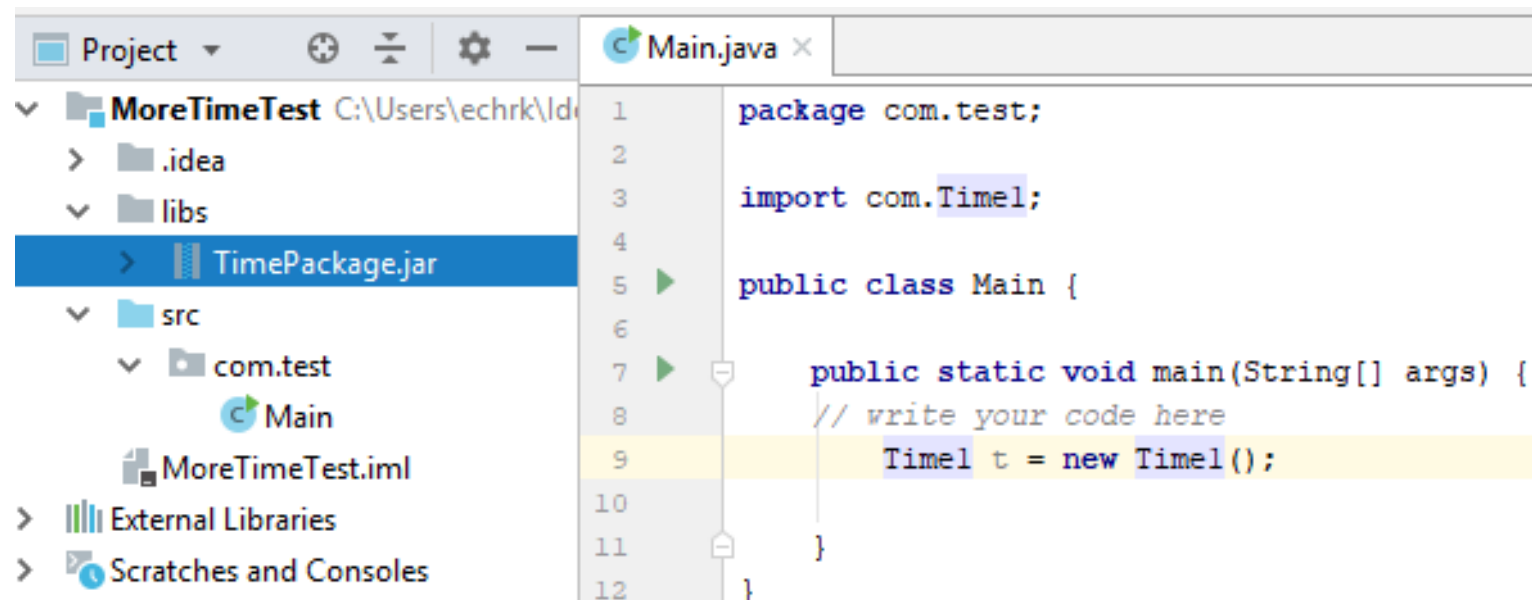 Project
MoreTimeTest C:\Users\echrk\Ide
.idea
libs
TimePackage.jar
src
com.test
Main
MoreTimeTest.iml
External Libraries
Scratches and Consoles
Main.java
1 package com.test;
2
3 import com.Time1;
4
5 public class Main {
6
7 public static void main(String[] args) {
8 // write your code here
9 Time1 t = new Time1();
10
11 }
12 }